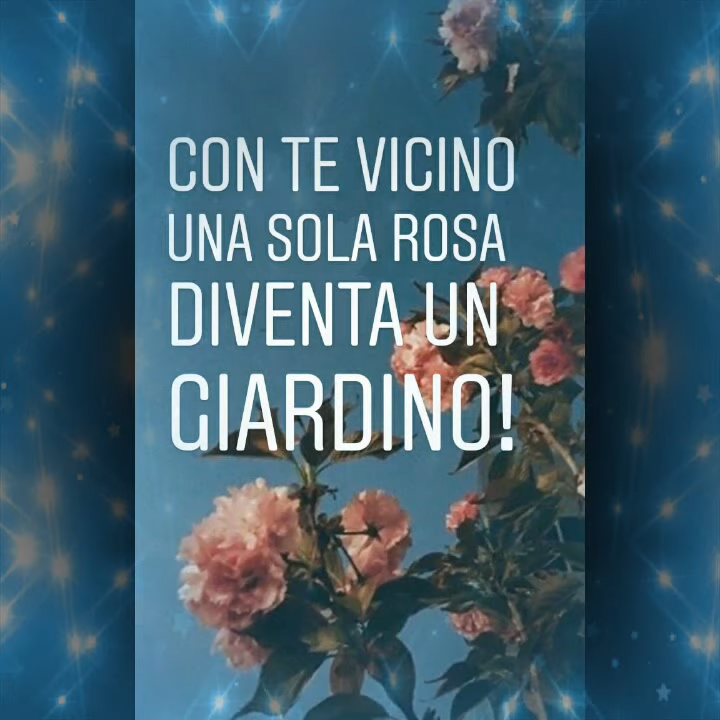 CON TE VICINO
UNA SOLA ROSA
DIVENTA UN
GIARDINO!